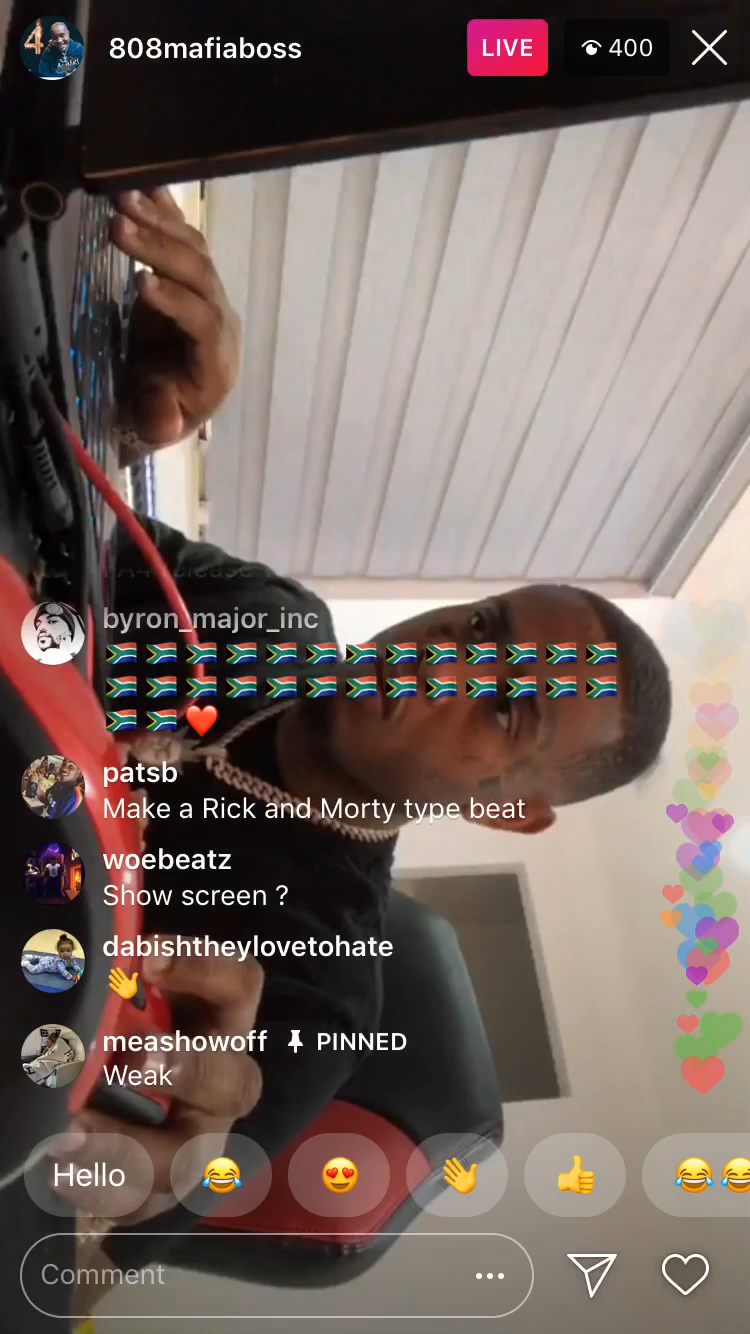 808mafiaboss
LIVE
400
byron_major_inc
🇿🇦🇿🇦🇿🇦🇿🇦🇿🇦🇿🇦🇿🇦🇿🇦🇿🇦🇿🇦🇿🇦🇿🇦🇿🇦
🇿🇦🇿🇦🇿🇦🇿🇦🇿🇦🇿🇦🇿🇦🇿🇦🇿🇦🇿🇦🇿🇦🇿🇦🇿🇦
🇿🇦🇿🇦❤️
patsb
Make a Rick and Morty type beat
woebeatz
Show screen ?
dabishtheylovetohate
👋
meashowoff 📌 PINNED
Weak
Hello 😂 😍 👋 👍 😂😂
Comment